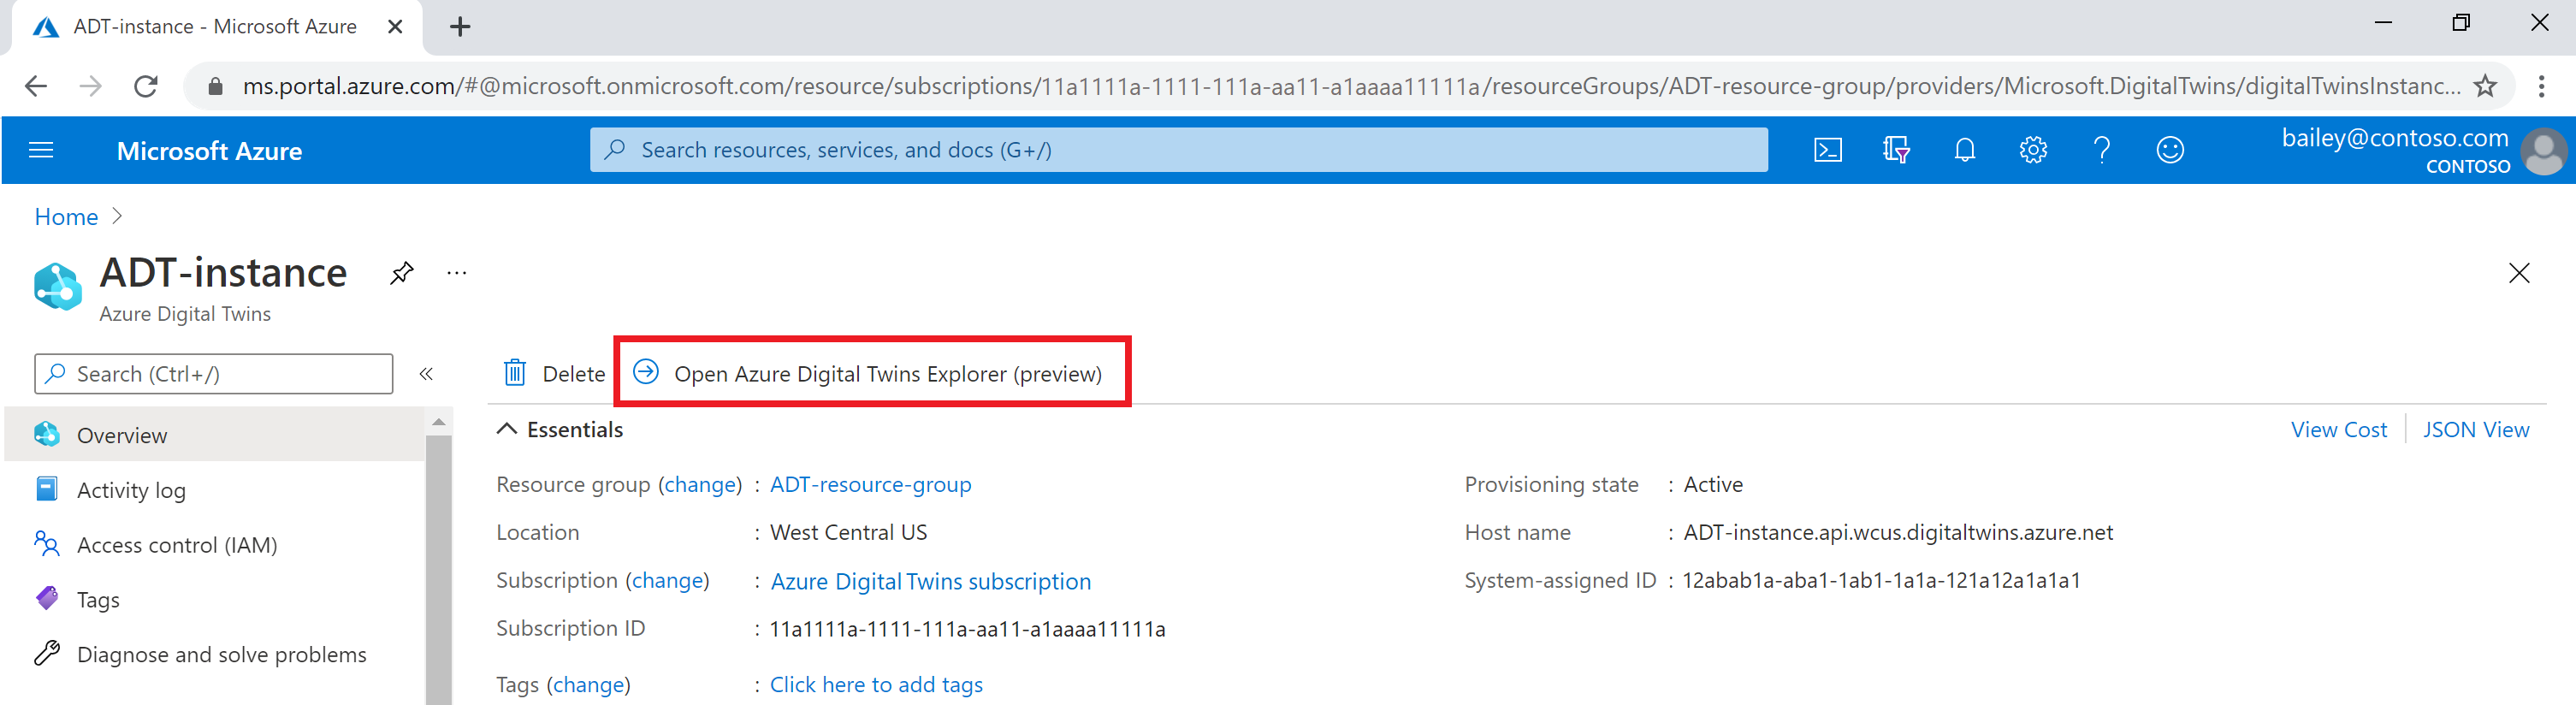 ADT-instance - Microsoft Azure
ms.portal.azure.com/#@microsoft.onmicrosoft.com/resource/subscriptions/11a1111a-1111-111a-aa11-a1aaaa11111a/resourceGroups/ADT-resource-group/providers/Microsoft.DigitalTwins/digitalTwinsInstanc...
Microsoft Azure
Search resources, services, and docs (G+/)
bailey@contoso.com
CONTOSO
Home
ADT-instance
Azure Digital Twins
Search (Ctrl+/)
Delete
Open Azure Digital Twins Explorer (preview)
Overview
Activity log
Access control (IAM)
Tags
Diagnose and solve problems
Essentials
View Cost
JSON View
Resource group (change) : ADT-resource-group
Location : West Central US
Subscription (change) : Azure Digital Twins subscription
Subscription ID : 11a1111a-1111-111a-aa11-a1aaaa11111a
Tags (change) : Click here to add tags
Provisioning state : Active
Host name : ADT-instance.api.wcus.digitaltwins.azure.net
System-assigned ID : 12abab1a-aba1-1ab1-1a1a-121a12a1a1a1